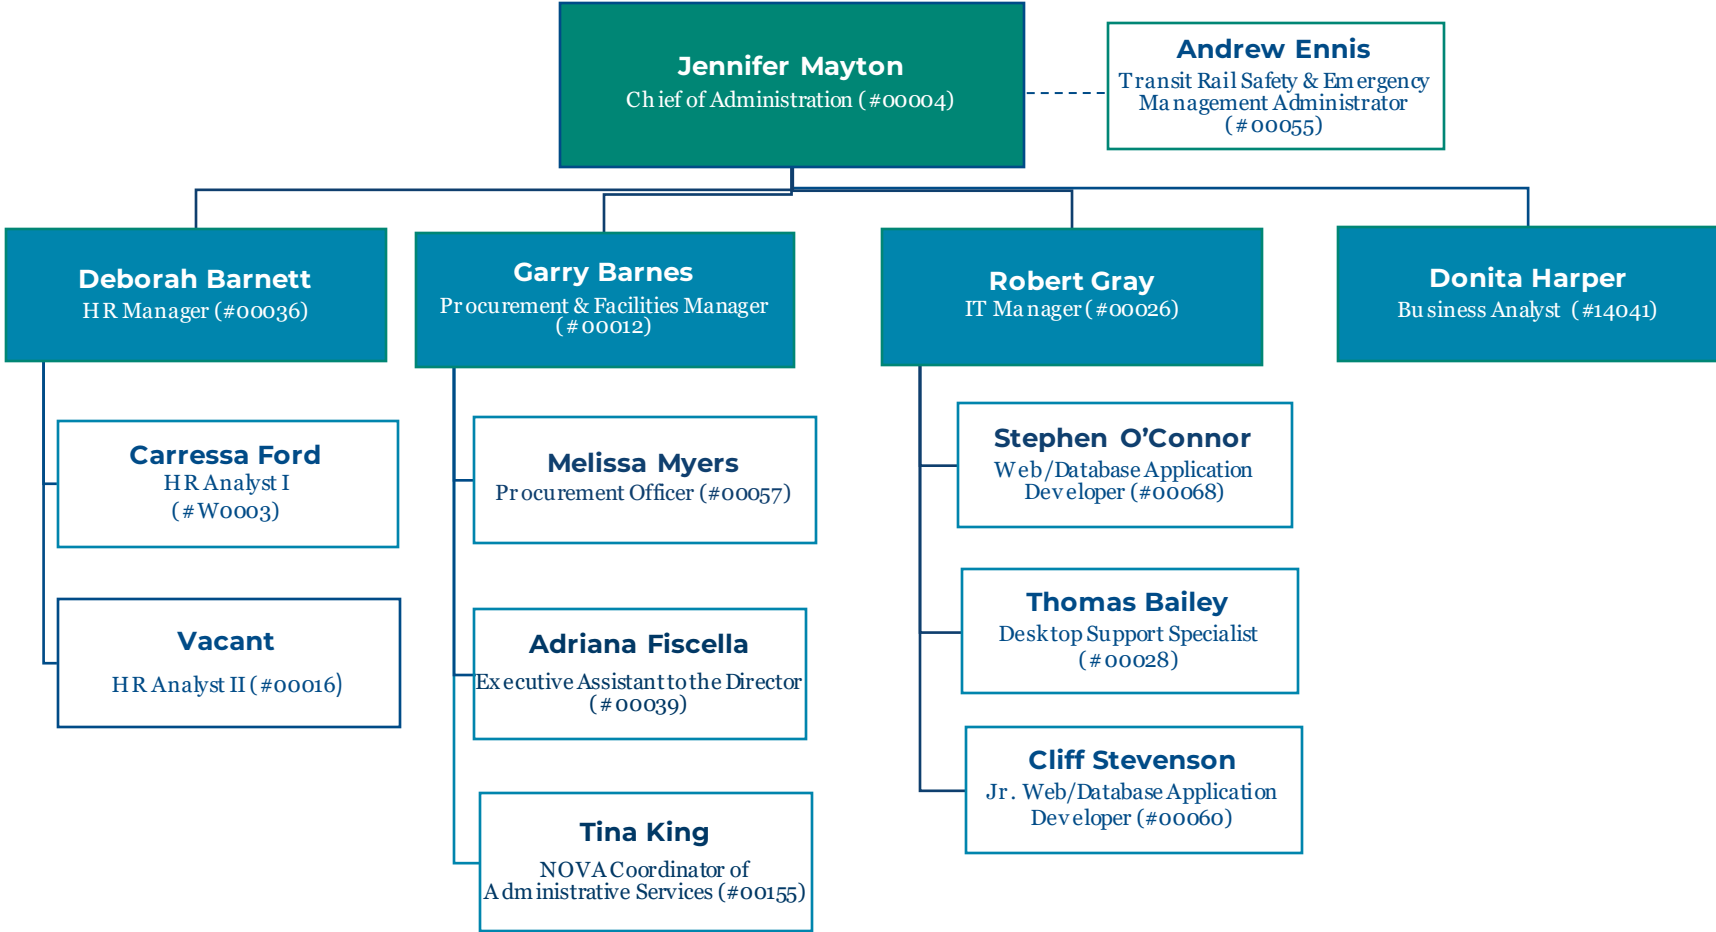 Jennifer Mayton
Chief of Administration (#00004)
Andrew Ennis
Transit Rail Safety & Emergency
Management Administrator
(#00055)
Deborah Barnett
HR Manager (#00036)
Garry Barnes
Procurement & Facilities Manager
(#00012)
Robert Gray
IT Manager (#00026)
Donita Harper
Business Analyst (#14041)
Carressa Ford
HR Analyst I
(#W0003)
Vacant
HR Analyst II (#00016)
Melissa Myers
Procurement Officer (#00057)
Adriana Fiscella
Executive Assistant to the Director
(#00039)
Tina King
NOVA Coordinator of
Administrative Services (#00155)
Stephen O’Connor
Web/Database Application
Developer (#00068)
Thomas Bailey
Desktop Support Specialist
(#00028)
Cliff Stevenson
Jr. Web/Database Application
Developer (#00060)